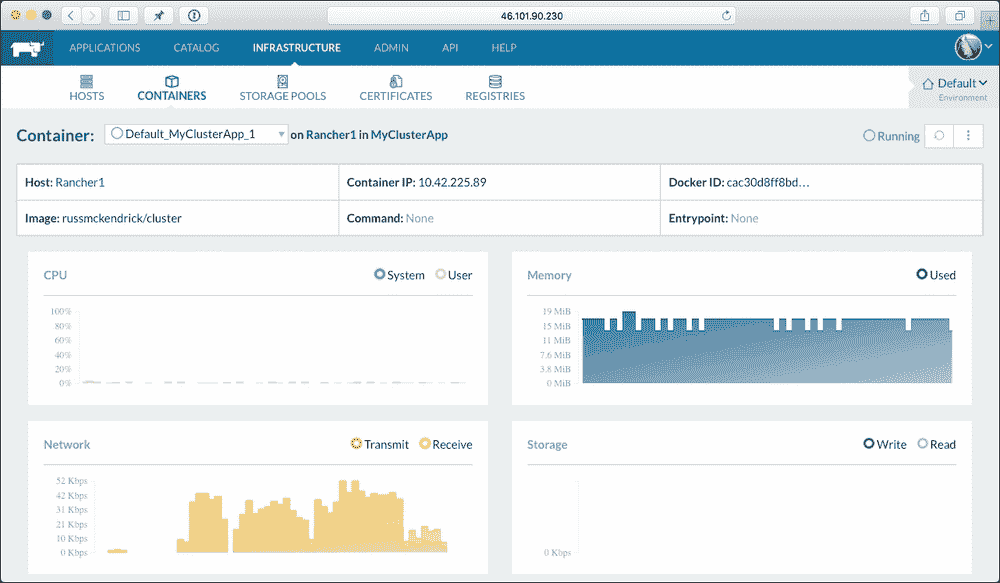 46.101.90.230
APPLICATIONS CATALOG INFRASTRUCTURE ADMIN API HELP
HOSTS CONTAINERS STORAGE POOLS CERTIFICATES REGISTRIES
Default
Environment
Container: Default_MyClusterApp_1 on Rancher1 in MyClusterApp Running
Host: Rancher1 Container IP: 10.42.225.89 Docker ID: cac30d8ff8bd...
Image: russmckendrick/cluster Command: None Entrypoint: None
CPU System User
100%
80%
60%
40%
20%
0%
Memory Used
19 MiB
15 MiB
11 MiB
7.6 MiB
3.8 MiB
0 MiB
Network Transmit Receive
52 Kbps
42 Kbps
31 Kbps
21 Kbps
10 Kbps
0 Kbps
Storage Write Read
0 Kbps